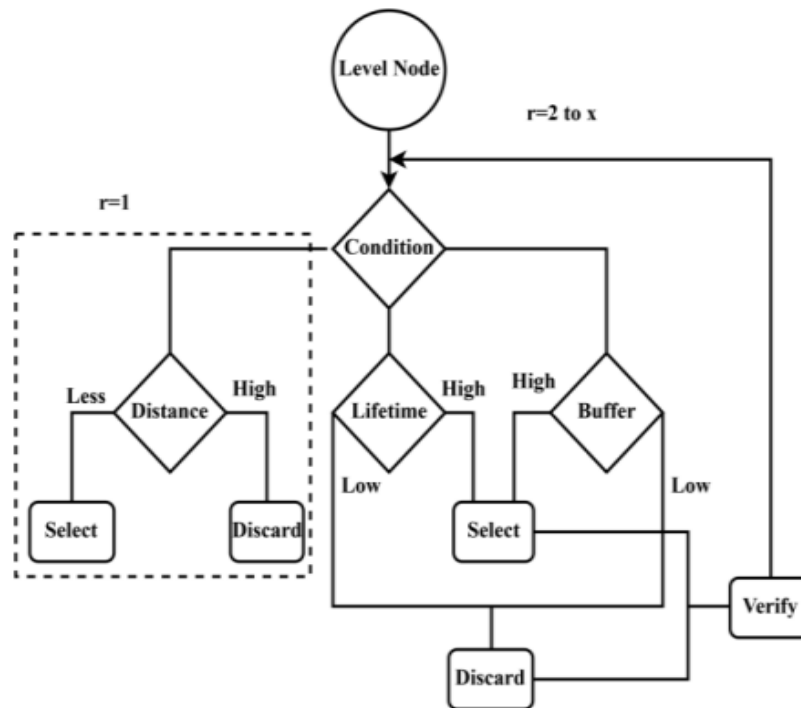 Level Node
r=2 to x
r=1
Condition
Less
Distance
High
Lifetime
High
High
Buffer
Low
Low
Select
Discard
Select
Verify
Discard